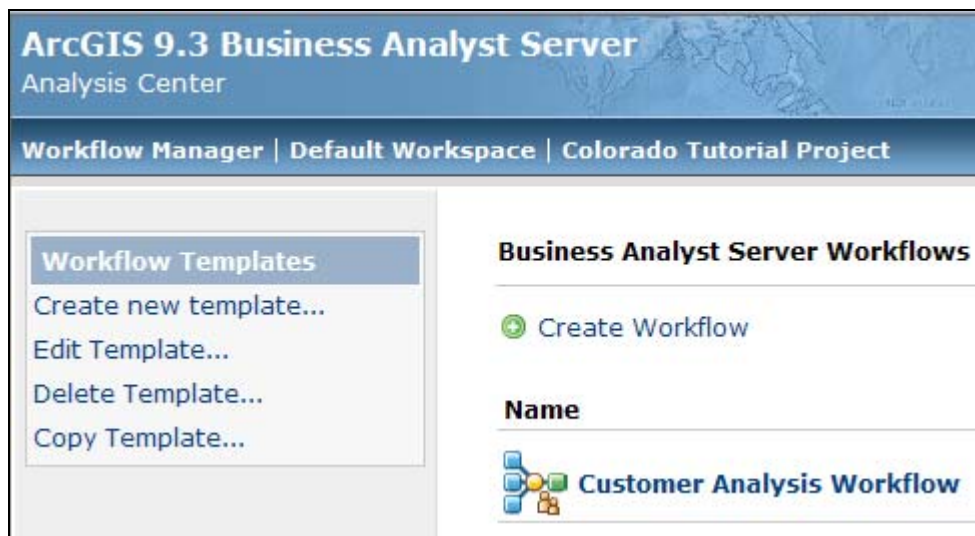 ArcGIS 9.3 Business Analyst Server
Analysis Center
Workflow Manager | Default Workspace | Colorado Tutorial Project
Workflow Templates
Create new template...
Edit Template...
Delete Template...
Copy Template...
Business Analyst Server Workflows
Create Workflow
Name
Customer Analysis Workflow